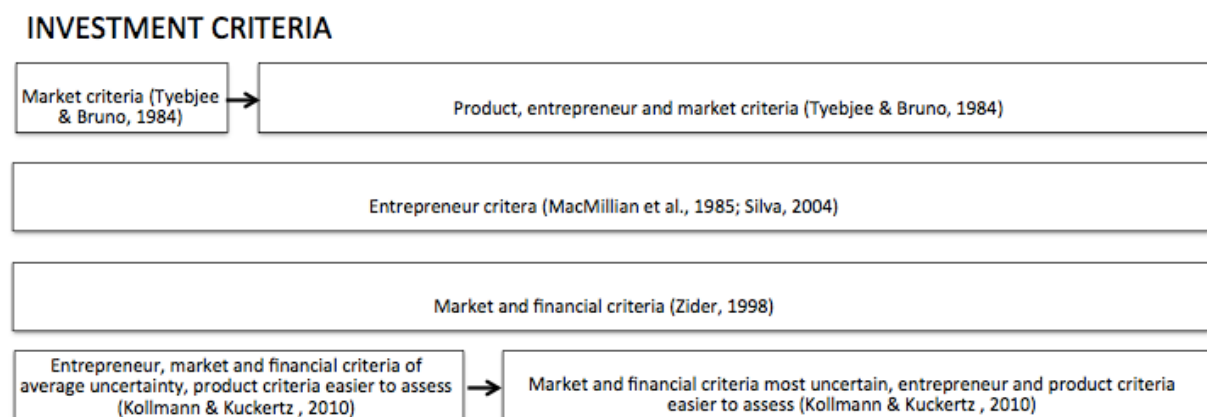 INVESTMENT CRITERIA
Market criteria (Tyebjee
& Bruno, 1984)
Product, entrepreneur and market criteria (Tyebjee & Bruno, 1984)
Entrepreneur critera (MacMillian et al., 1985; Silva, 2004)
Market and financial criteria (Zider, 1998)
Entrepreneur, market and financial criteria of
average uncertainty, product criteria easier to assess
(Kollmann & Kuckertz , 2010)
Market and financial criteria most uncertain, entrepreneur and product criteria
easier to assess (Kollmann & Kuckertz , 2010)